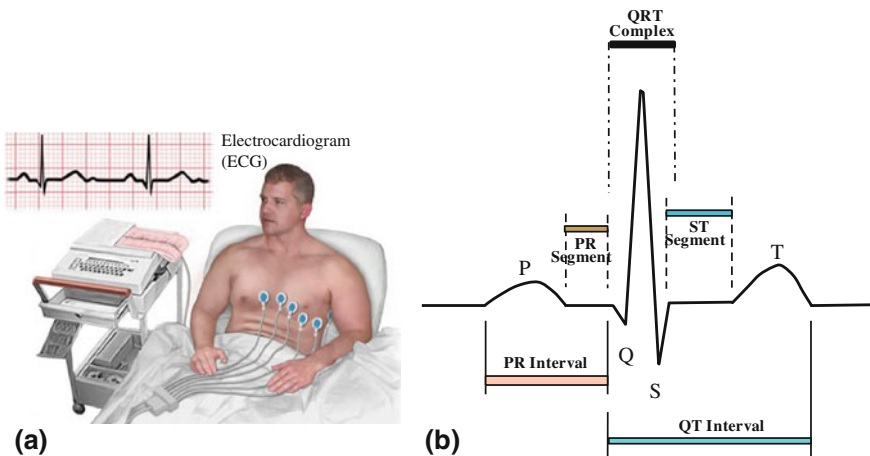 Electrocardiogram
(ECG)
(a)
QRT
Complex
PR
Segment
ST
Segment
P
T
Q
S
PR Interval
QT Interval
(b)